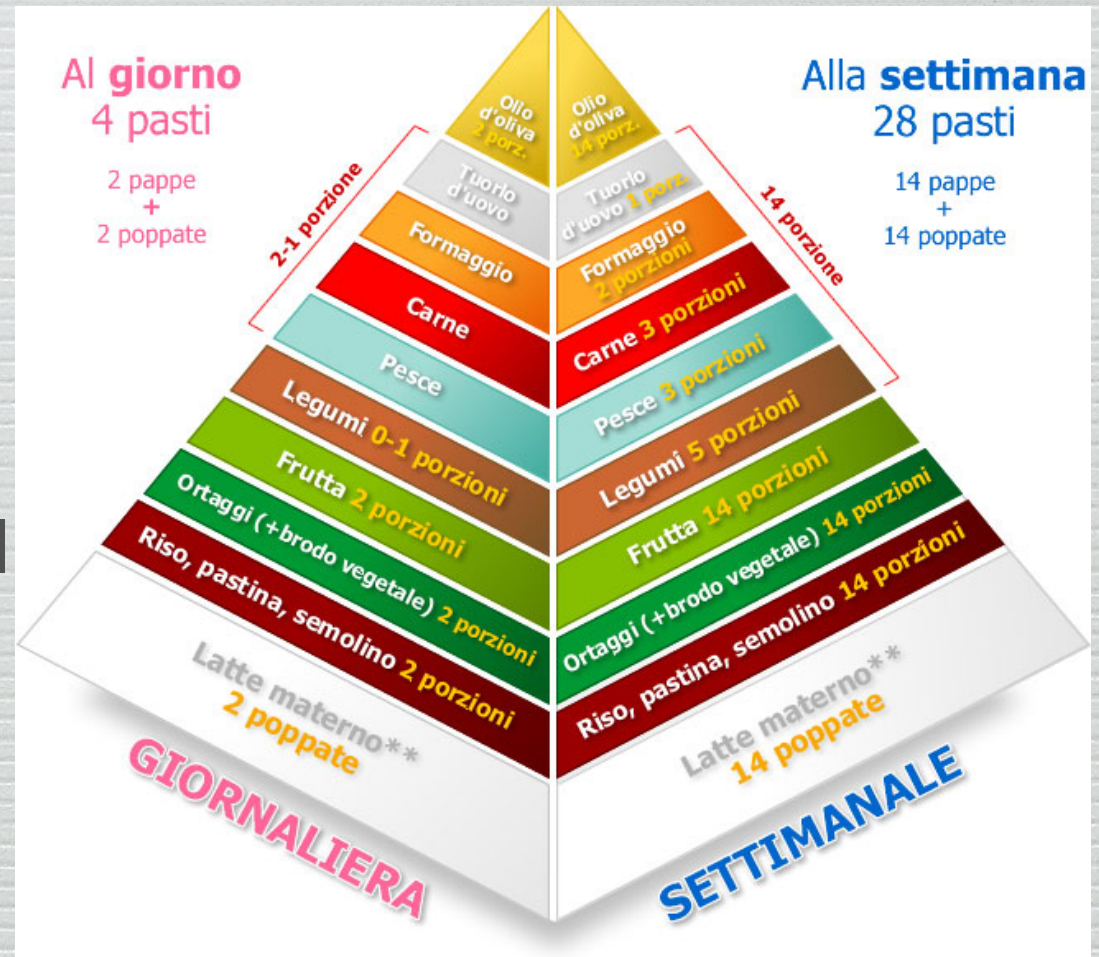 Al giorno
4 pasti
2 pappe
+
2 poppate
Alla settimana
28 pasti
14 pappe
+
14 poppate
2-1 porzione
Olio
d'oliva
2 porz.
Tuorlo
d'uovo
Formaggio
Carne
Pesce
Legumi 0-1 porzioni
Frutta 2 porzioni
Ortaggi (+brodo vegetale) 2 porzioni
Riso, pastina, semolino 2 porzioni
Latte materno**
2 poppate
GIORNALIERA
14 porzione
Olio
d'oliva
14 porz.
Tuorlo
d'uovo 1 porz.
Formaggio
2 porzioni
Carne 3 porzioni
Pesce 3 porzioni
Legumi 5 porzioni
Frutta 14 porzioni
Ortaggi (+brodo vegetale) 14 porzioni
Riso, pastina, semolino 14 porzioni
Latte materno**
14 poppate
SETTIMANALE